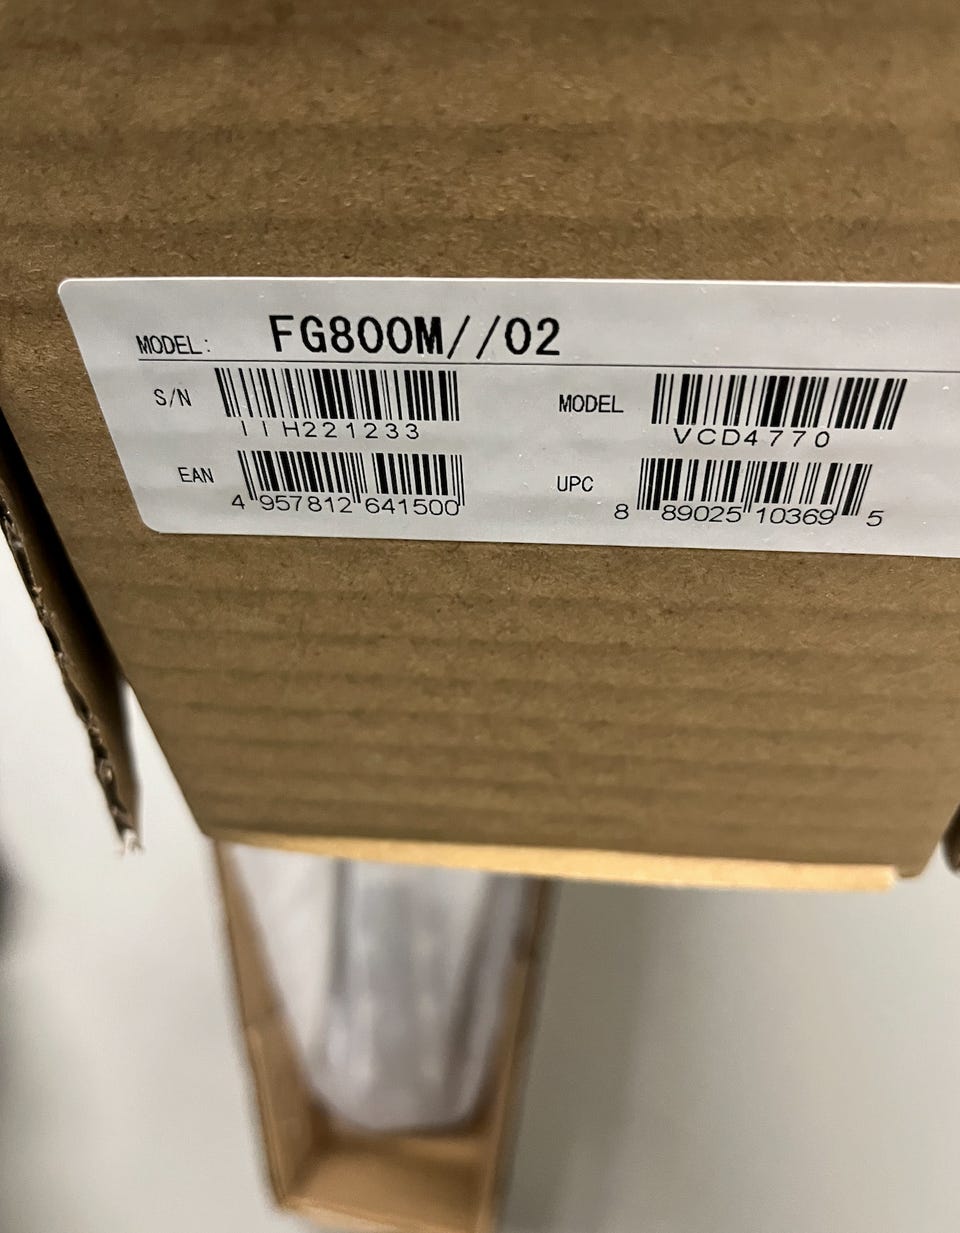 MODEL: FG800M//02
S/N
IIH221233
MODEL
VCD4770
EAN
4 957812 641500
UPC
8 89025 10369 5